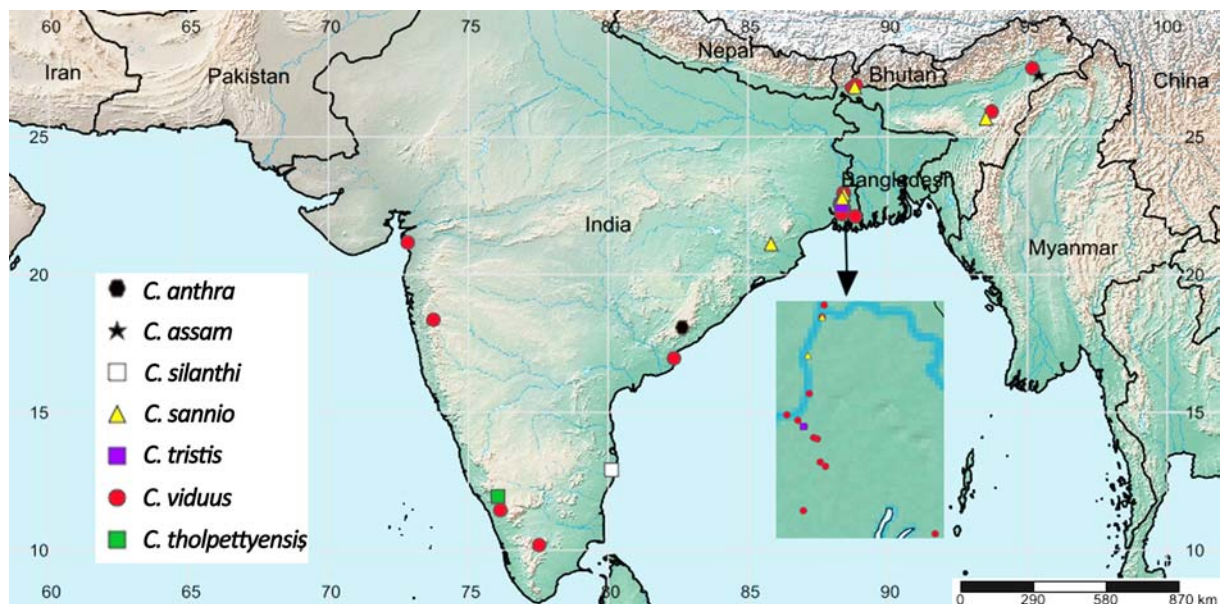 60 65 70 75 80 85 90 95 100
Iran
Pakistan
Nepal
Bhutan
China
25 25
Bangladesh
India
Myanmar
20 20
C. anthra
C. assam
C. silanthi
C. sannio
C. tristis
C. viduus
C. tholpettyensis
15 15
10 10
60 65 70 75 80 85 90 95 100
0 290 580 870 km